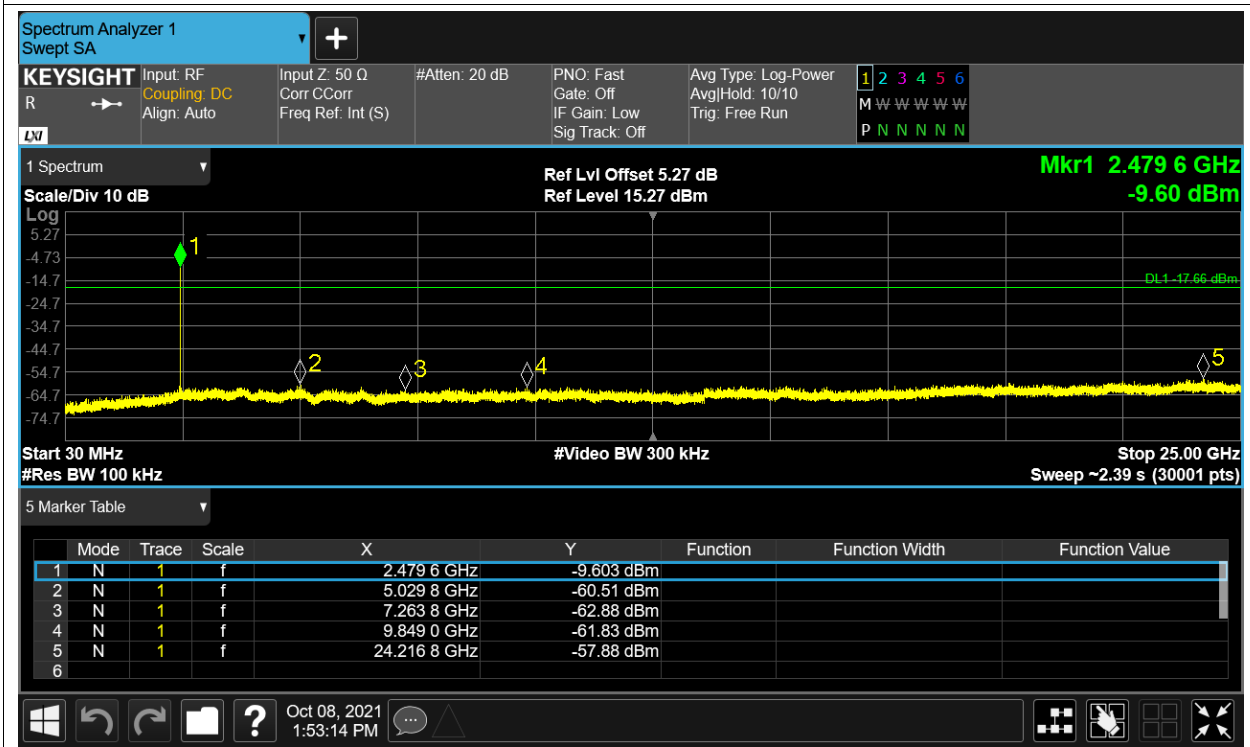 Spectrum Analyzer 1
Swept SA
KEYSIGHT Input: RF Input Z: 50 Ω #Atten: 20 dB PNO: Fast Avg Type: Log-Power 1 2 3 4 5 6
R Coupling: DC Corr CCorr Gate: Off Avg|Hold: 10/10 M W W W W W
Align: Auto Freq Ref: Int (S) IF Gain: Low Trig: Free Run
LXI Sig Track: Off P N N N N N
1 Spectrum Ref Lvl Offset 5.27 dB Mkr1 2.479 6 GHz
Scale/Div 10 dB Ref Level 15.27 dBm -9.60 dBm
Log
5.27
1
-4.73
-14.7
DL1 -17.66 dBm
-24.7
-34.7
-44.7
2 3 4 5
-54.7
-64.7
-74.7
Start 30 MHz #Video BW 300 kHz Stop 25.00 GHz
#Res BW 100 kHz Sweep ~2.39 s (30001 pts)
5 Marker Table
Mode Trace Scale X Y Function Function Width Function Value
1 N 1 f 2.479 6 GHz -9.603 dBm
2 N 1 f 5.029 8 GHz -60.51 dBm
3 N 1 f 7.263 8 GHz -62.88 dBm
4 N 1 f 9.849 0 GHz -61.83 dBm
5 N 1 f 24.216 8 GHz -57.88 dBm
6
? Oct 08, 2021
1:53:14 PM